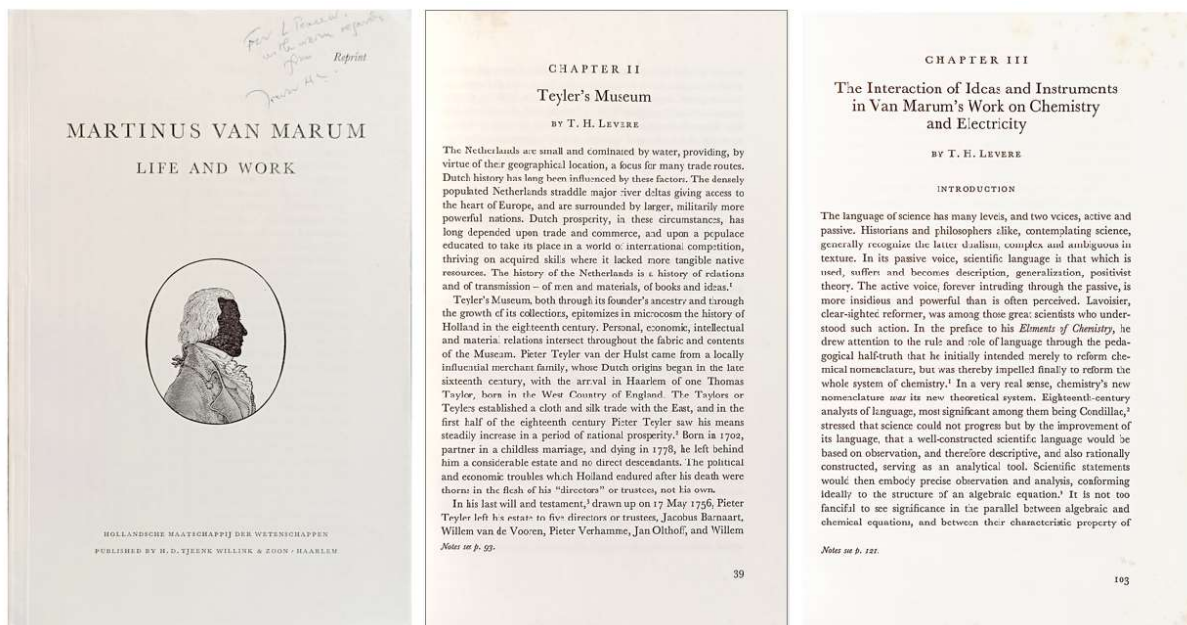 For L Pearce W.
with warm regards
from
Reprint
MARTINUS VAN MARUM
LIFE AND WORK
HOLLANDSCHE MAATSCHAPPIJ DER WETENSCHAPPEN
PUBLISHED BY H. D. TJEENK WILLINK & ZOON / HAARLEM
CHAPTER II
Teyler's Museum
BY T. H. LEVERE
The Netherlands are small and dominated by water, providing, by
virtue of their geographical location, a focus for many trade routes.
Dutch history has long been influenced by these factors. The densely
populated Netherlands straddle major river deltas giving access to
the heart of Europe, and are surrounded by larger, militarily more
powerful nations. Dutch prosperity, in these circumstances, has
long depended upon trade and commerce, and upon a populace
educated to take its place in a world of international competition,
thriving on acquired skills where it lacked more tangible native
resources. The history of the Netherlands is a history of relations
and of transmission – of men and materials, of books and ideas.¹
Teyler's Museum, both through its founder's ancestry and through
the growth of its collections, epitomizes in microcosm the history of
Holland in the eighteenth century. Personal, economic, intellectual
and material relations intersect throughout the fabric and contents
of the Museum. Pieter Teyler van der Hulst came from a locally
influential merchant family, whose Dutch origins began in the late
sixteenth century, with the arrival in Haarlem of one Thomas
Taylor, born in the West Country of England. The Taylors or
Teylers established a cloth and silk trade with the East, and in the
first half of the eighteenth century Pieter Teyler saw his means
steadily increase in a period of national prosperity.² Born in 1702,
partner in a childless marriage, and dying in 1778, he left behind
him a considerable estate and no direct descendants. The political
and economic troubles which Holland endured after his death were
thorns in the flesh of his "directors" or trustees, not his own.
In his last will and testament,³ drawn up on 17 May 1756, Pieter
Teyler left his estate to five directors or trustees, Jacobus Barnaart,
Willem van de Vooren, Pieter Verhamme, Jan Olthoff, and Willem
Notes see p. 93.
39
CHAPTER III
The Interaction of Ideas and Instruments
in Van Marum's Work on Chemistry
and Electricity
BY T. H. LEVERE
INTRODUCTION
The language of science has many levels, and two voices, active and
passive. Historians and philosophers alike, contemplating science,
generally recognize the latter dualism, complex and ambiguous in
texture. In its passive voice, scientific language is that which is
used, suffers and becomes description, generalization, positivist
theory. The active voice, forever intruding through the passive, is
more insidious and powerful than is often perceived. Lavoisier,
clear-sighted reformer, was among those great scientists who under-
stood such action. In the preface to his Elements of Chemistry, he
drew attention to the rule and role of language through the peda-
gogical half-truth that he initially intended merely to reform che-
mical nomenclature, but was thereby impelled finally to reform the
whole system of chemistry.¹ In a very real sense, chemistry's new
nomenclature was its new theoretical system. Eighteenth-century
analysts of language, most significant among them being Condillac,²
stressed that science could not progress but by the improvement of
its language, that a well-constructed scientific language would be
based on observation, and therefore descriptive, and also rationally
constructed, serving as an analytical tool. Scientific statements
would then embody precise observation and analysis, conforming
ideally to the structure of an algebraic equation.³ It is not too
fanciful to see significance in the parallel between algebraic and
chemical equations, and between their characteristic property of
Notes see p. 121.
103